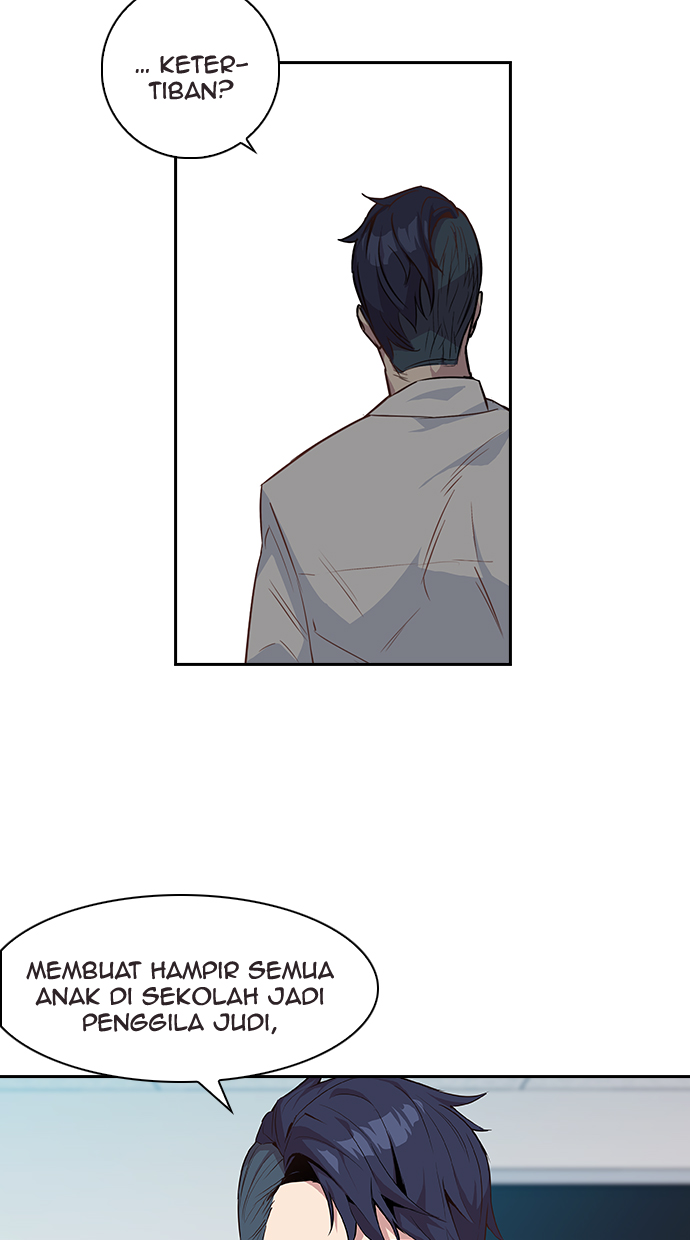 ... KETER-
TIBAN?
MEMBUAT HAMPIR SEMUA
ANAK DI SEKOLAH JADI
PENGGILA JUDI,